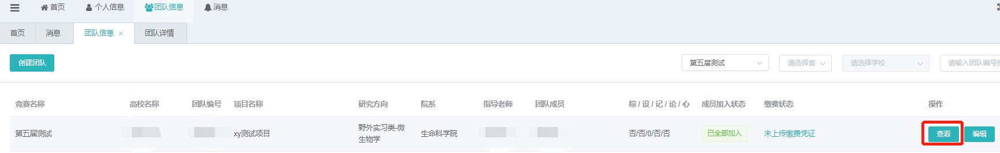 首页 个人信息 团队信息 消息
首页 消息 团队信息 × 团队详情
创建团队 第五届测试 请选择省 请选择学校 请输入团队编号
竞赛名称 高校名称 团队编号 项目名称 研究方向 院系 指导老师 团队成员 综 / 设 / 记 / 论 / 心 成员加入状态 缴费状态 操作
第五届测试 xy测试项目 野外实习类-微 生命科学院 否/否/0/否/否 已全部加入 未上传缴费凭证 查看 编辑
生物学